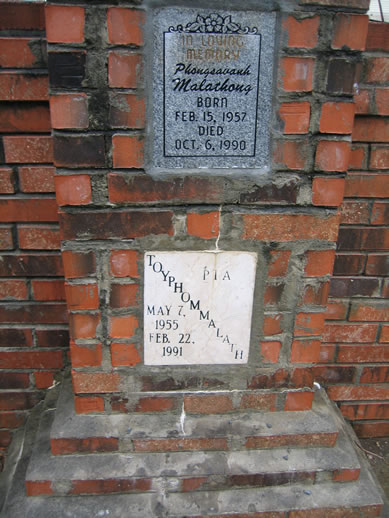 IN LOVING
MEMORY
Phongsavanh
Malathong
BORN
FEB. 15, 1957
DIED
OCT. 6, 1990
PIA
TOYPHOMMALATH
MAY 7,
1955
FEB. 22,
1991